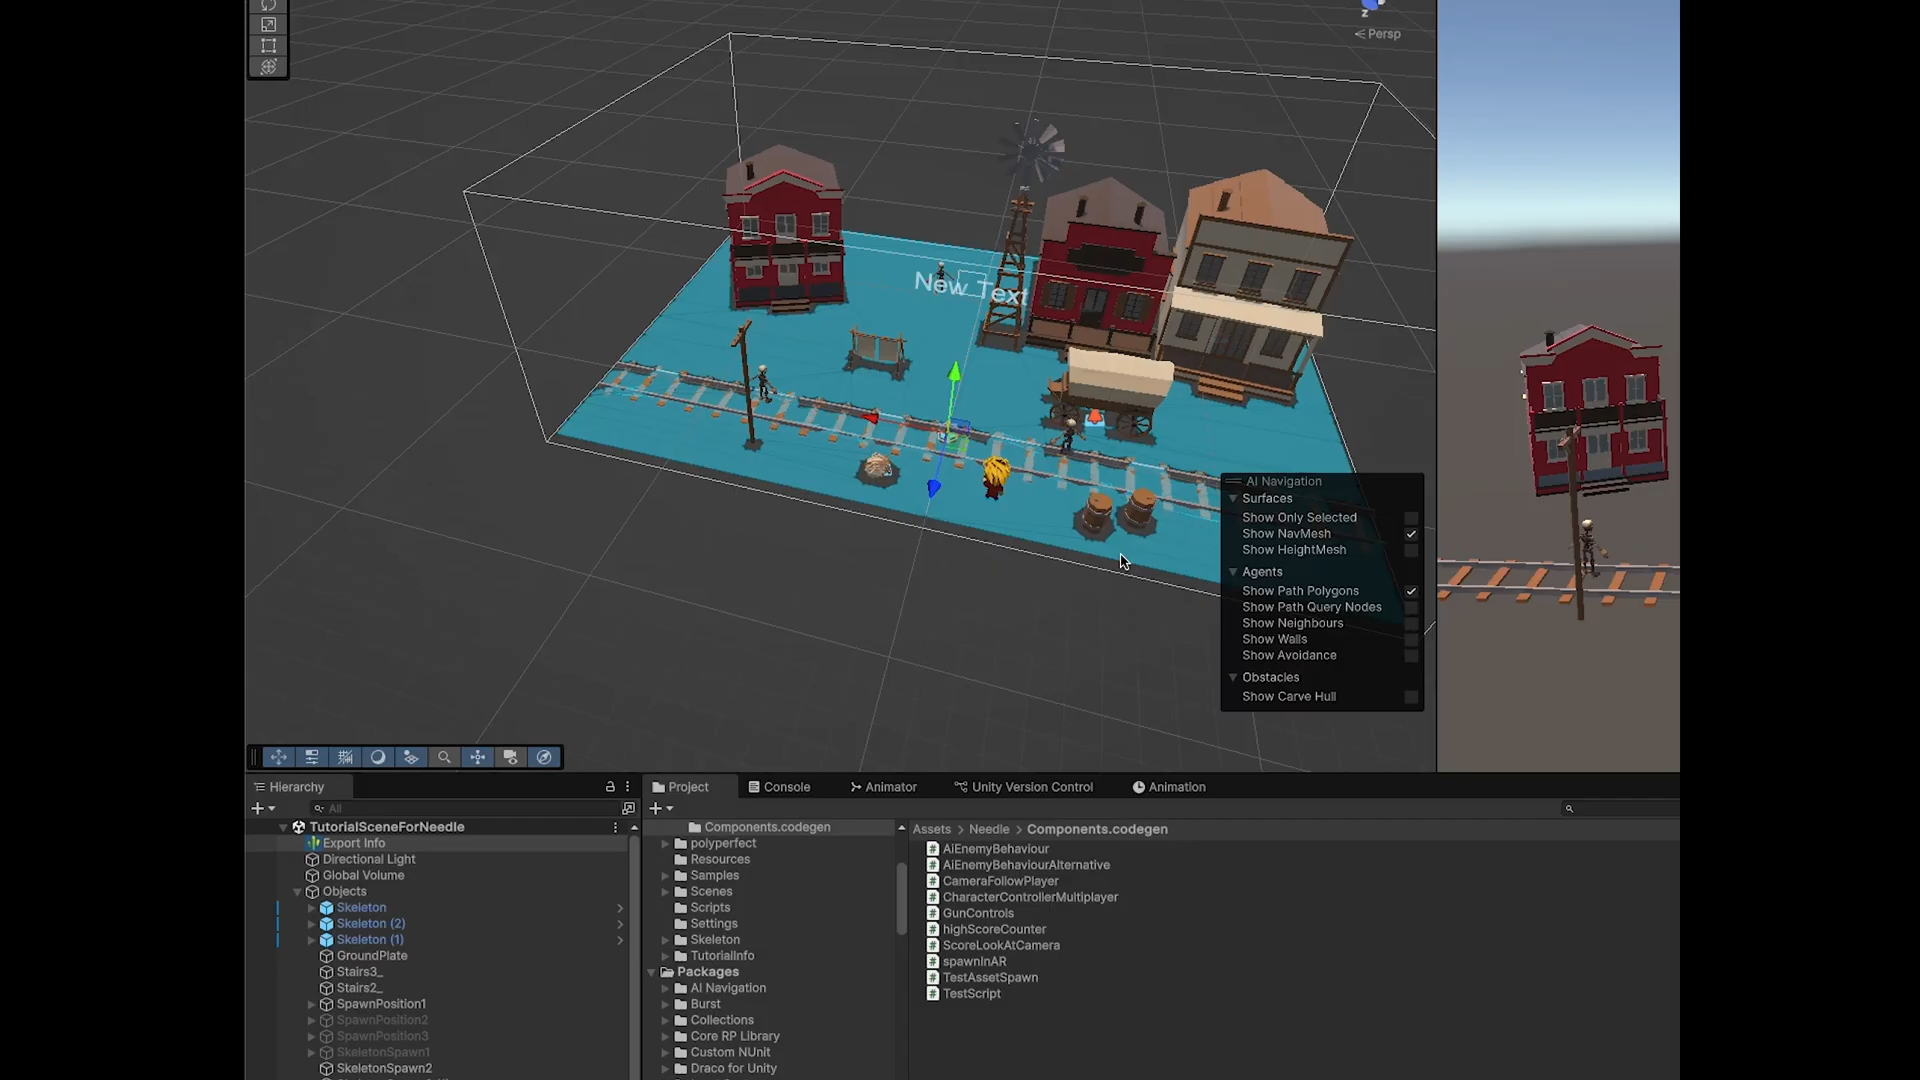 z
< Persp
New Text
AI Navigation
Surfaces
Show Only Selected
Show NavMesh
Show HeightMesh
Agents
Show Path Polygons
Show Path Query Nodes
Show Neighbours
Show Walls
Show Avoidance
Obstacles
Show Carve Hull
Hierarchy
All
TutorialSceneForNeedle
Export Info
Directional Light
Global Volume
Objects
Skeleton
Skeleton (2)
Skeleton (1)
GroundPlate
Stairs3_
Stairs2_
SpawnPosition1
SpawnPosition2
SpawnPosition3
SkeletonSpawn1
SkeletonSpawn2
Project
Console
Animator
Unity Version Control
Animation
Components.codegen
polyperfect
Resources
Samples
Scenes
Scripts
Settings
Skeleton
TutorialInfo
Packages
AI Navigation
Burst
Collections
Core RP Library
Custom NUnit
Draco for Unity
Assets > Needle > Components.codegen
AiEnemyBehaviour
AiEnemyBehaviourAlternative
CameraFollowPlayer
CharacterControllerMultiplayer
GunControls
highScoreCounter
ScoreLookAtCamera
spawnInAR
TestAssetSpawn
TestScript